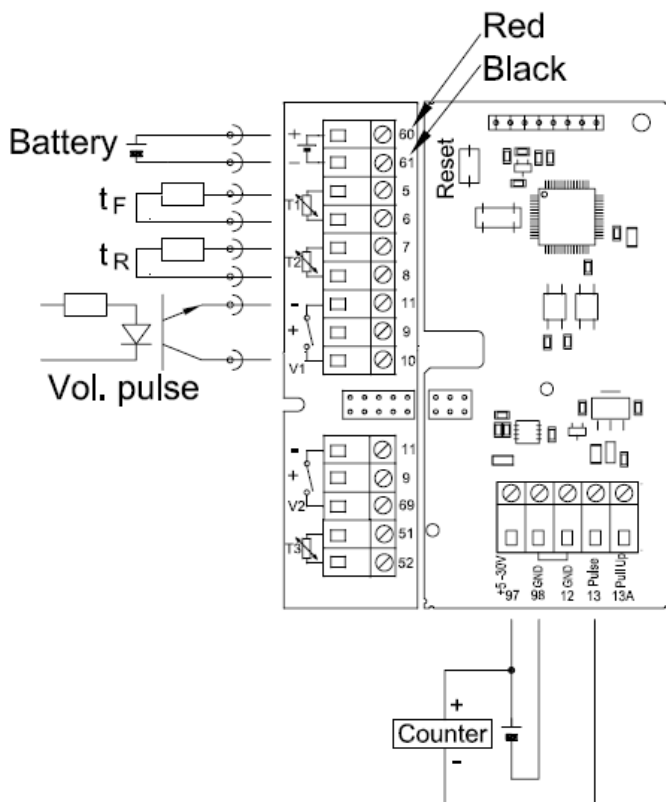 Red
Black
Battery
+ 60
− 61
Reset
tF
T1
5
6
tR
T2
7
8
- 11
+ 9
V1 10
Vol. pulse
- 11
+ 9
V2 69
T3
51
52
+5 -30V GND GND Pulse Pull Up
97 98 12 13 13A
+
Counter
-